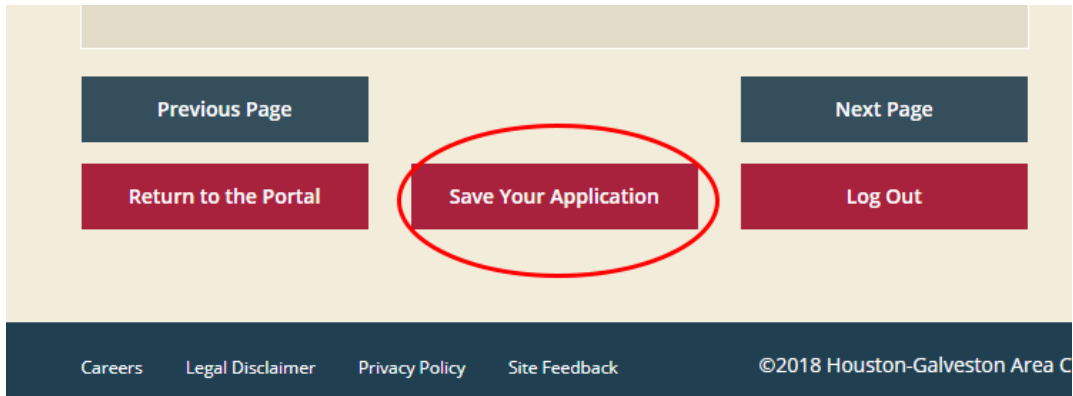 Previous Page Next Page
Return to the Portal Save Your Application Log Out
Careers Legal Disclaimer Privacy Policy Site Feedback ©2018 Houston-Galveston Area C